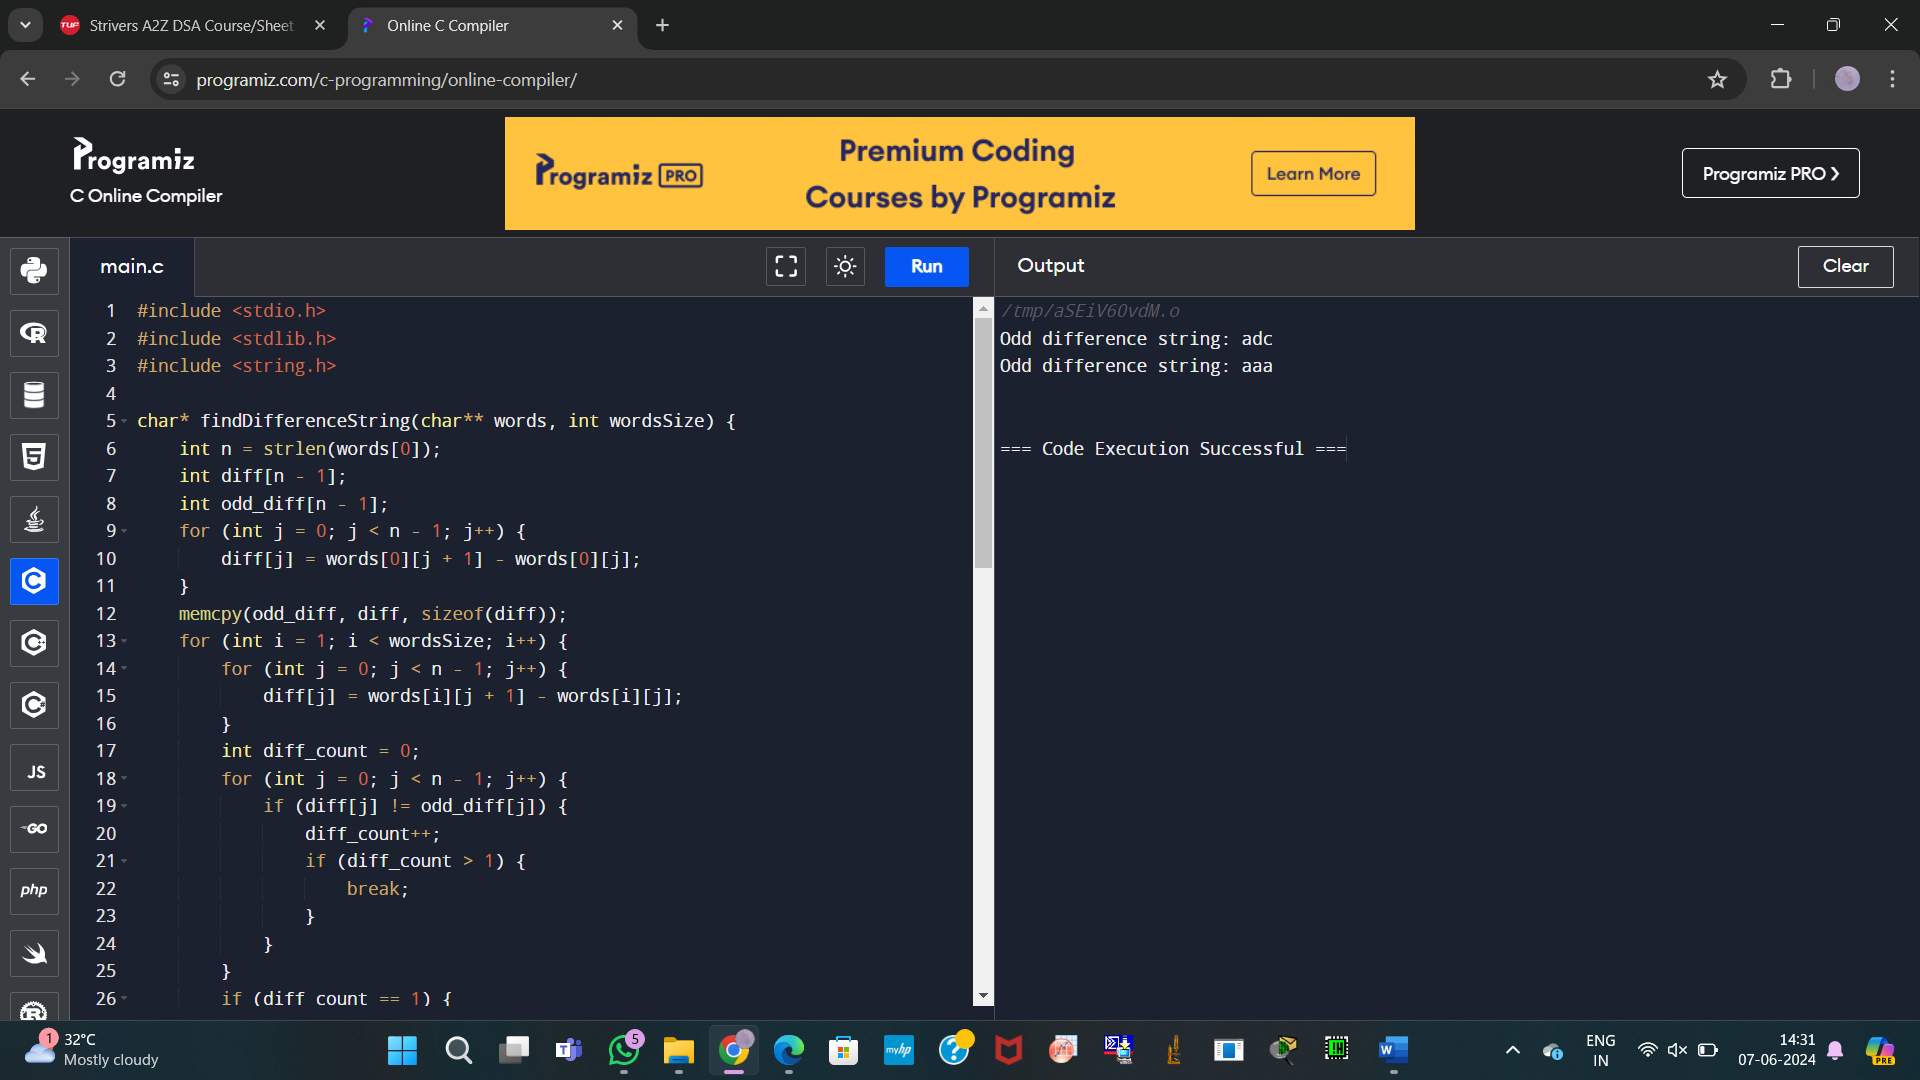 Strivers A2Z DSA Course/Sheet
Online C Compiler
programiz.com/c-programming/online-compiler/
Programiz
C Online Compiler
Programiz PRO
Premium Coding
Courses by Programiz
Learn More
Programiz PRO
main.c
Run
Output
Clear
1 #include <stdio.h>
2 #include <stdlib.h>
3 #include <string.h>
4
5 char* findDifferenceString(char** words, int wordsSize) {
6 int n = strlen(words[0]);
7 int diff[n - 1];
8 int odd_diff[n - 1];
9 for (int j = 0; j < n - 1; j++) {
10 diff[j] = words[0][j + 1] - words[0][j];
11 }
12 memcpy(odd_diff, diff, sizeof(diff));
13 for (int i = 1; i < wordsSize; i++) {
14 for (int j = 0; j < n - 1; j++) {
15 diff[j] = words[i][j + 1] - words[i][j];
16 }
17 int diff_count = 0;
18 for (int j = 0; j < n - 1; j++) {
19 if (diff[j] != odd_diff[j]) {
20 diff_count++;
21 if (diff_count > 1) {
22 break;
23 }
24 }
25 }
26 if (diff_count == 1) {
/tmp/aSEiV6OvdM.o
Odd difference string: adc
Odd difference string: aaa
=== Code Execution Successful ===
JS
GO
php
1
32°C
Mostly cloudy
5
myhp
ENG
IN
14:31
07-06-2024
PRE